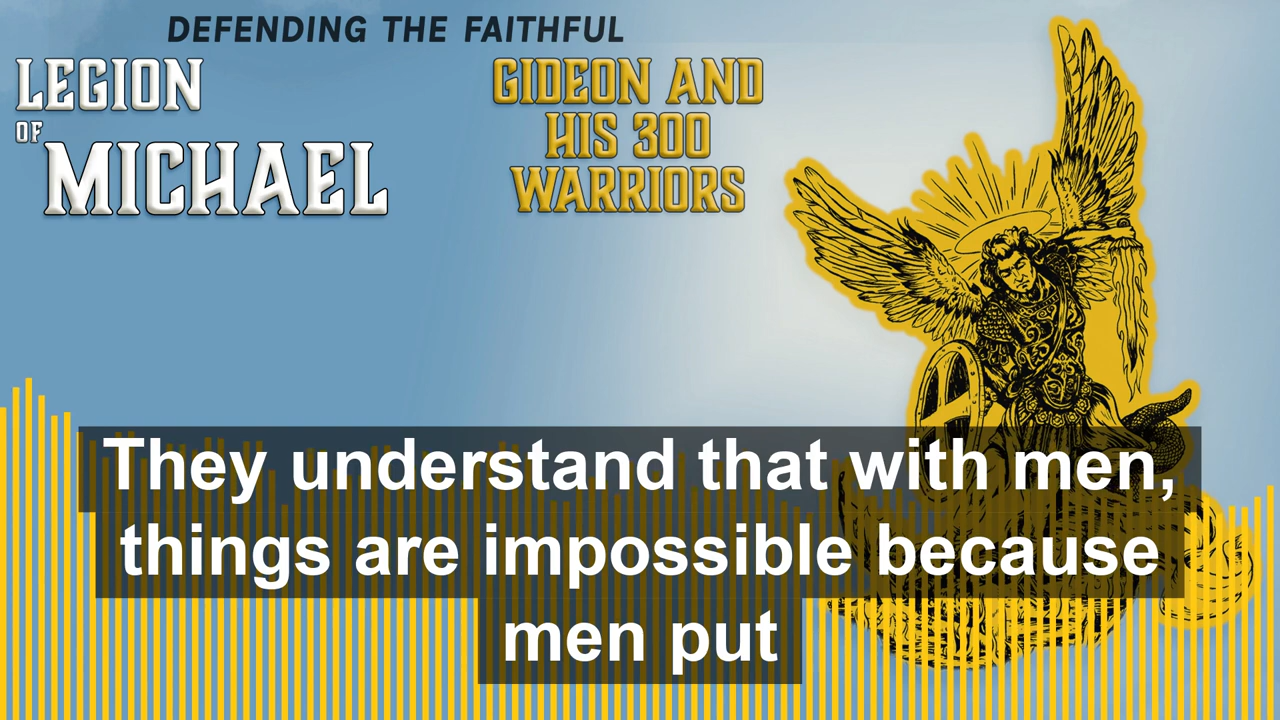 DEFENDING THE FAITHFUL
LEGION
OF
MICHAEL
GIDEON AND
HIS 300
WARRIORS
They understand that with men,
things are impossible because
men put